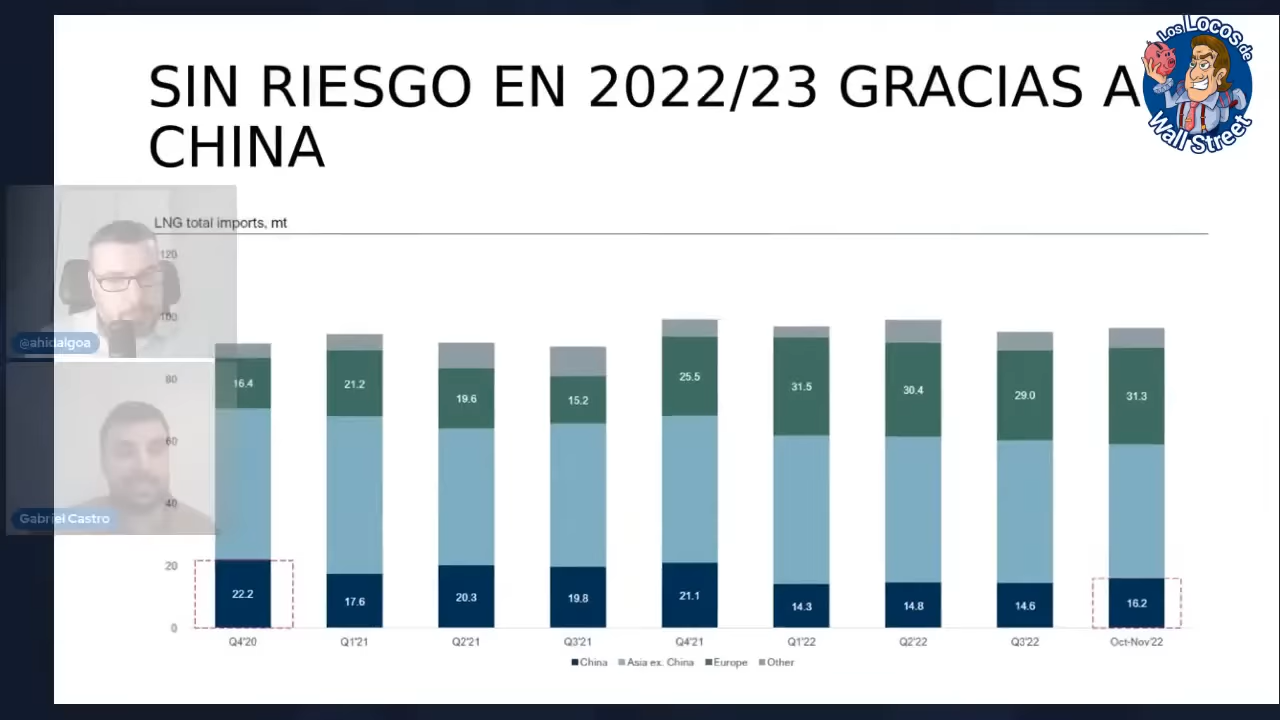 SIN RIESGO EN 2022/23 GRACIAS A
CHINA
Los Locos de
Wall Street
LNG total imports, mt
120
100
80
60
40
20
0
@ahidalgoa
Gabriel Castro
16.4
21.2
19.6
15.2
25.5
31.5
30.4
29.0
31.3
22.2
17.6
20.3
19.8
21.1
14.3
14.8
14.6
16.2
Q4'20
Q1'21
Q2'21
Q3'21
Q4'21
Q1'22
Q2'22
Q3'22
Oct-Nov'22
China
Asia ex. China
Europe
Other